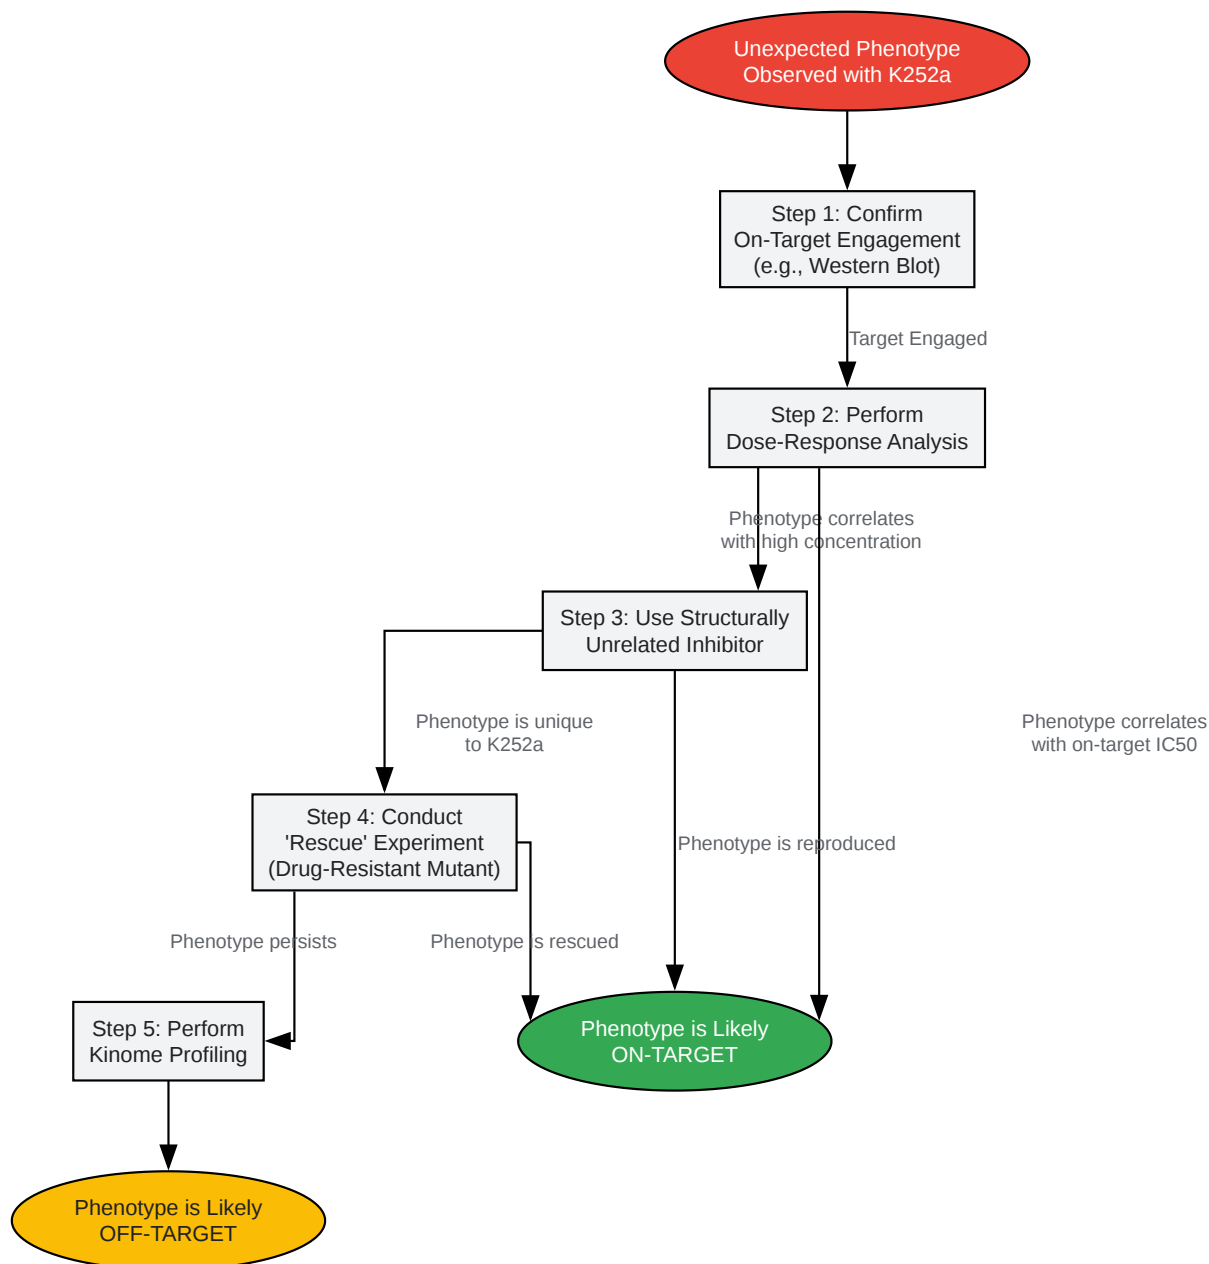 Unexpected Phenotype
Observed with K252a
Step 1: Confirm
On-Target Engagement
(e.g., Western Blot)
Target Engaged
Step 2: Perform
Dose-Response Analysis
Phenotype correlates
with high concentration
Step 3: Use Structurally
Unrelated Inhibitor
Phenotype is unique
to K252a
Phenotype correlates
with on-target IC50
Step 4: Conduct
'Rescue' Experiment
(Drug-Resistant Mutant)
Phenotype is reproduced
Phenotype persists
Phenotype is rescued
Step 5: Perform
Kinome Profiling
Phenotype is Likely
ON-TARGET
Phenotype is Likely
OFF-TARGET